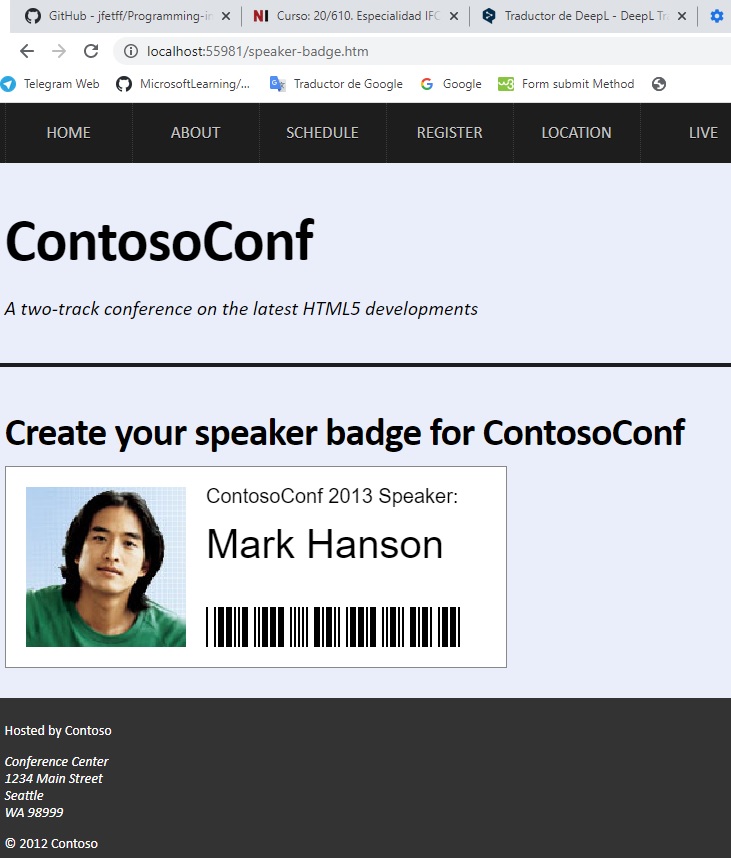 GitHub - jfetff/Programming-in
Curso: 20/610. Especialidad IFC
Traductor de DeepL - DeepL Tra
localhost:55981/speaker-badge.htm
Telegram Web
MicrosoftLearning/...
Traductor de Google
Google
Form submit Method
HOME
ABOUT
SCHEDULE
REGISTER
LOCATION
LIVE
ContosoConf
A two-track conference on the latest HTML5 developments
Create your speaker badge for ContosoConf
ContosoConf 2013 Speaker:
Mark Hanson
Hosted by Contoso
Conference Center
1234 Main Street
Seattle
WA 98999
© 2012 Contoso